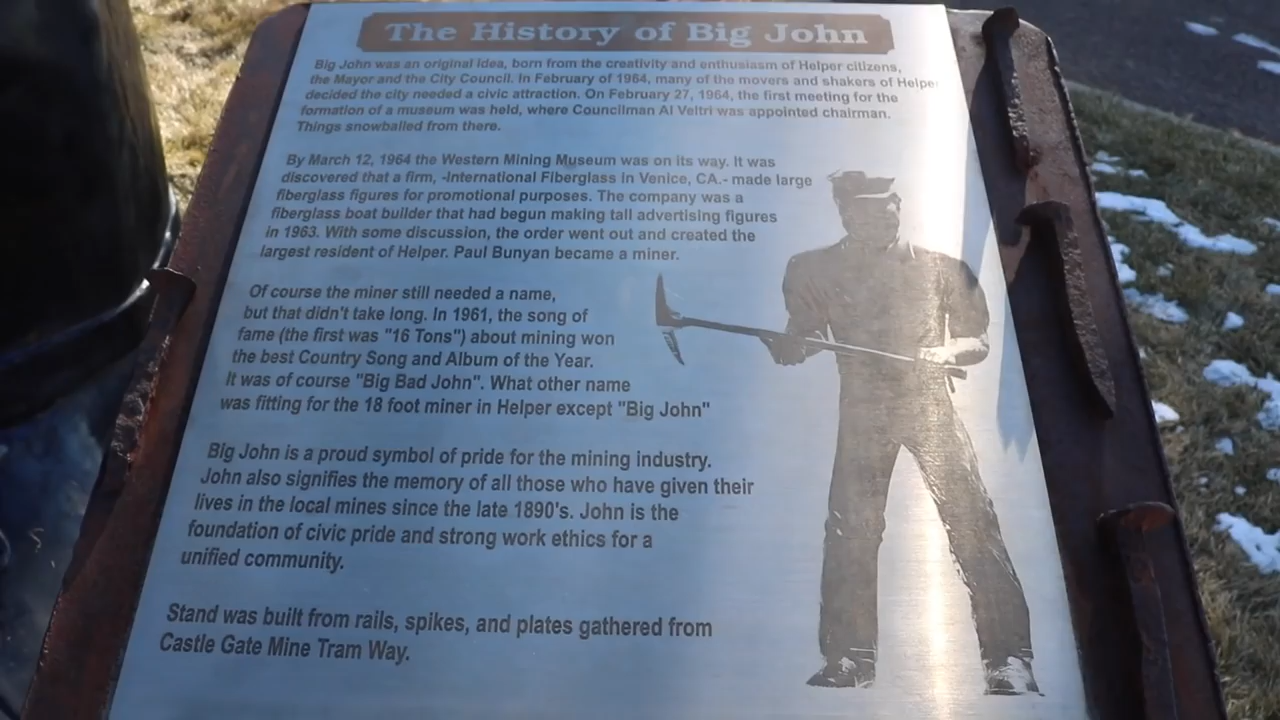 The History of Big John
Big John was an original idea, born from the creativity and enthusiasm of Helper citizens,
the Mayor and the City Council. In February of 1964, many of the movers and shakers of Helper
decided the city needed a civic attraction. On February 27, 1964, the first meeting for the
formation of a museum was held, where Councilman Al Veltri was appointed chairman.
Things snowballed from there.
By March 12, 1964 the Western Mining Museum was on its way. It was
discovered that a firm, -International Fiberglass in Venice, CA.- made large
fiberglass figures for promotional purposes. The company was a
fiberglass boat builder that had begun making tall advertising figures
in 1963. With some discussion, the order went out and created the
largest resident of Helper. Paul Bunyan became a miner.
Of course the miner still needed a name,
but that didn't take long. In 1961, the song of
fame (the first was "16 Tons") about mining won
the best Country Song and Album of the Year.
It was of course "Big Bad John". What other name
was fitting for the 18 foot miner in Helper except "Big John"
Big John is a proud symbol of pride for the mining industry.
John also signifies the memory of all those who have given their
lives in the local mines since the late 1890's. John is the
foundation of civic pride and strong work ethics for a
unified community.
Stand was built from rails, spikes, and plates gathered from
Castle Gate Mine Tram Way.